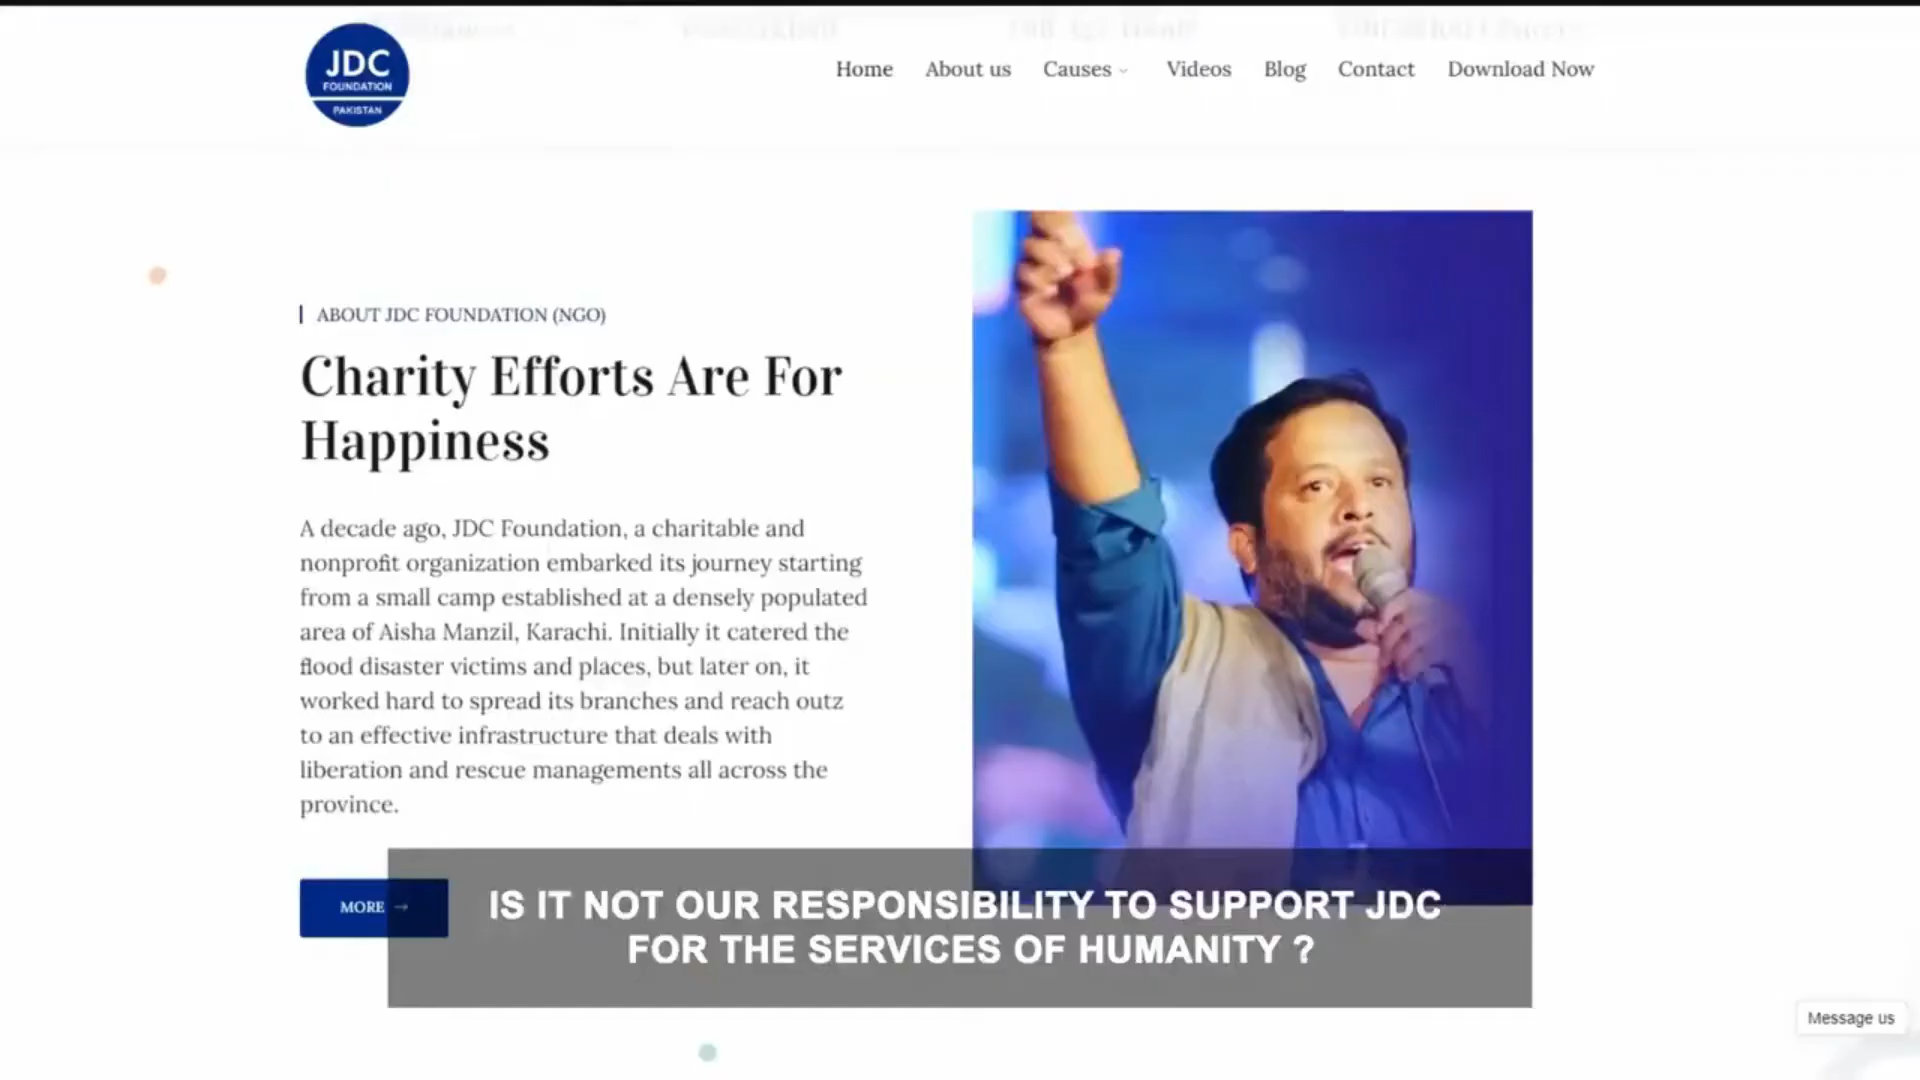 JDC
FOUNDATION
PAKISTAN
Home About us Causes Videos Blog Contact Download Now
ABOUT JDC FOUNDATION (NGO)
Charity Efforts Are For
Happiness
A decade ago, JDC Foundation, a charitable and
nonprofit organization embarked its journey starting
from a small camp established at a densely populated
area of Aisha Manzil, Karachi. Initially it catered the
flood disaster victims and places, but later on, it
worked hard to spread its branches and reach outz
to an effective infrastructure that deals with
liberation and rescue managements all across the
province.
MORE →
IS IT NOT OUR RESPONSIBILITY TO SUPPORT JDC
FOR THE SERVICES OF HUMANITY ?
Message us